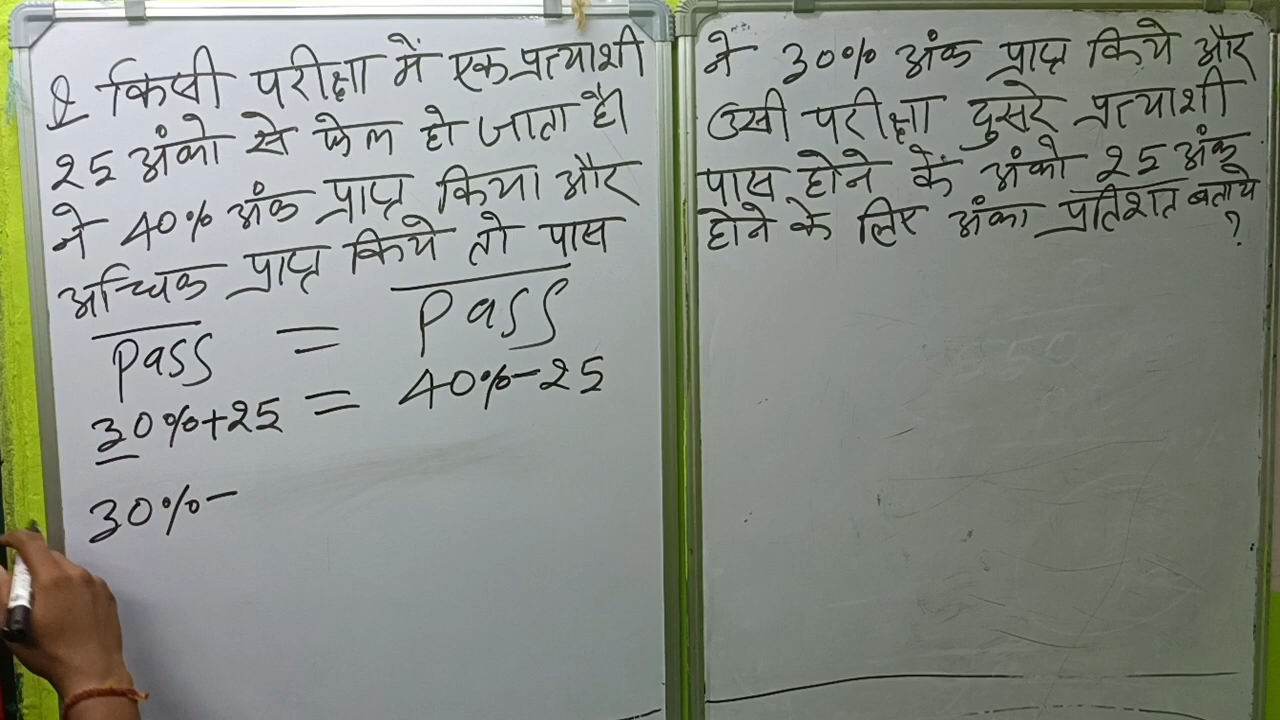 Q किसी परीक्षा में एक प्रत्याशी
ने 30% अंक प्राप्त किये और
25 अंको से फेल हो जाता है।
उसी परीक्षा दुसरे प्रत्याशी
ने 40% अंक प्राप्त किया और
पास होने के अंको 25 अंक
अधिक प्राप्त किये तो पास
होने के लिए अंका प्रतिशत बताये
?
Pass = Pass
30%+25 = 40%-25
30%-